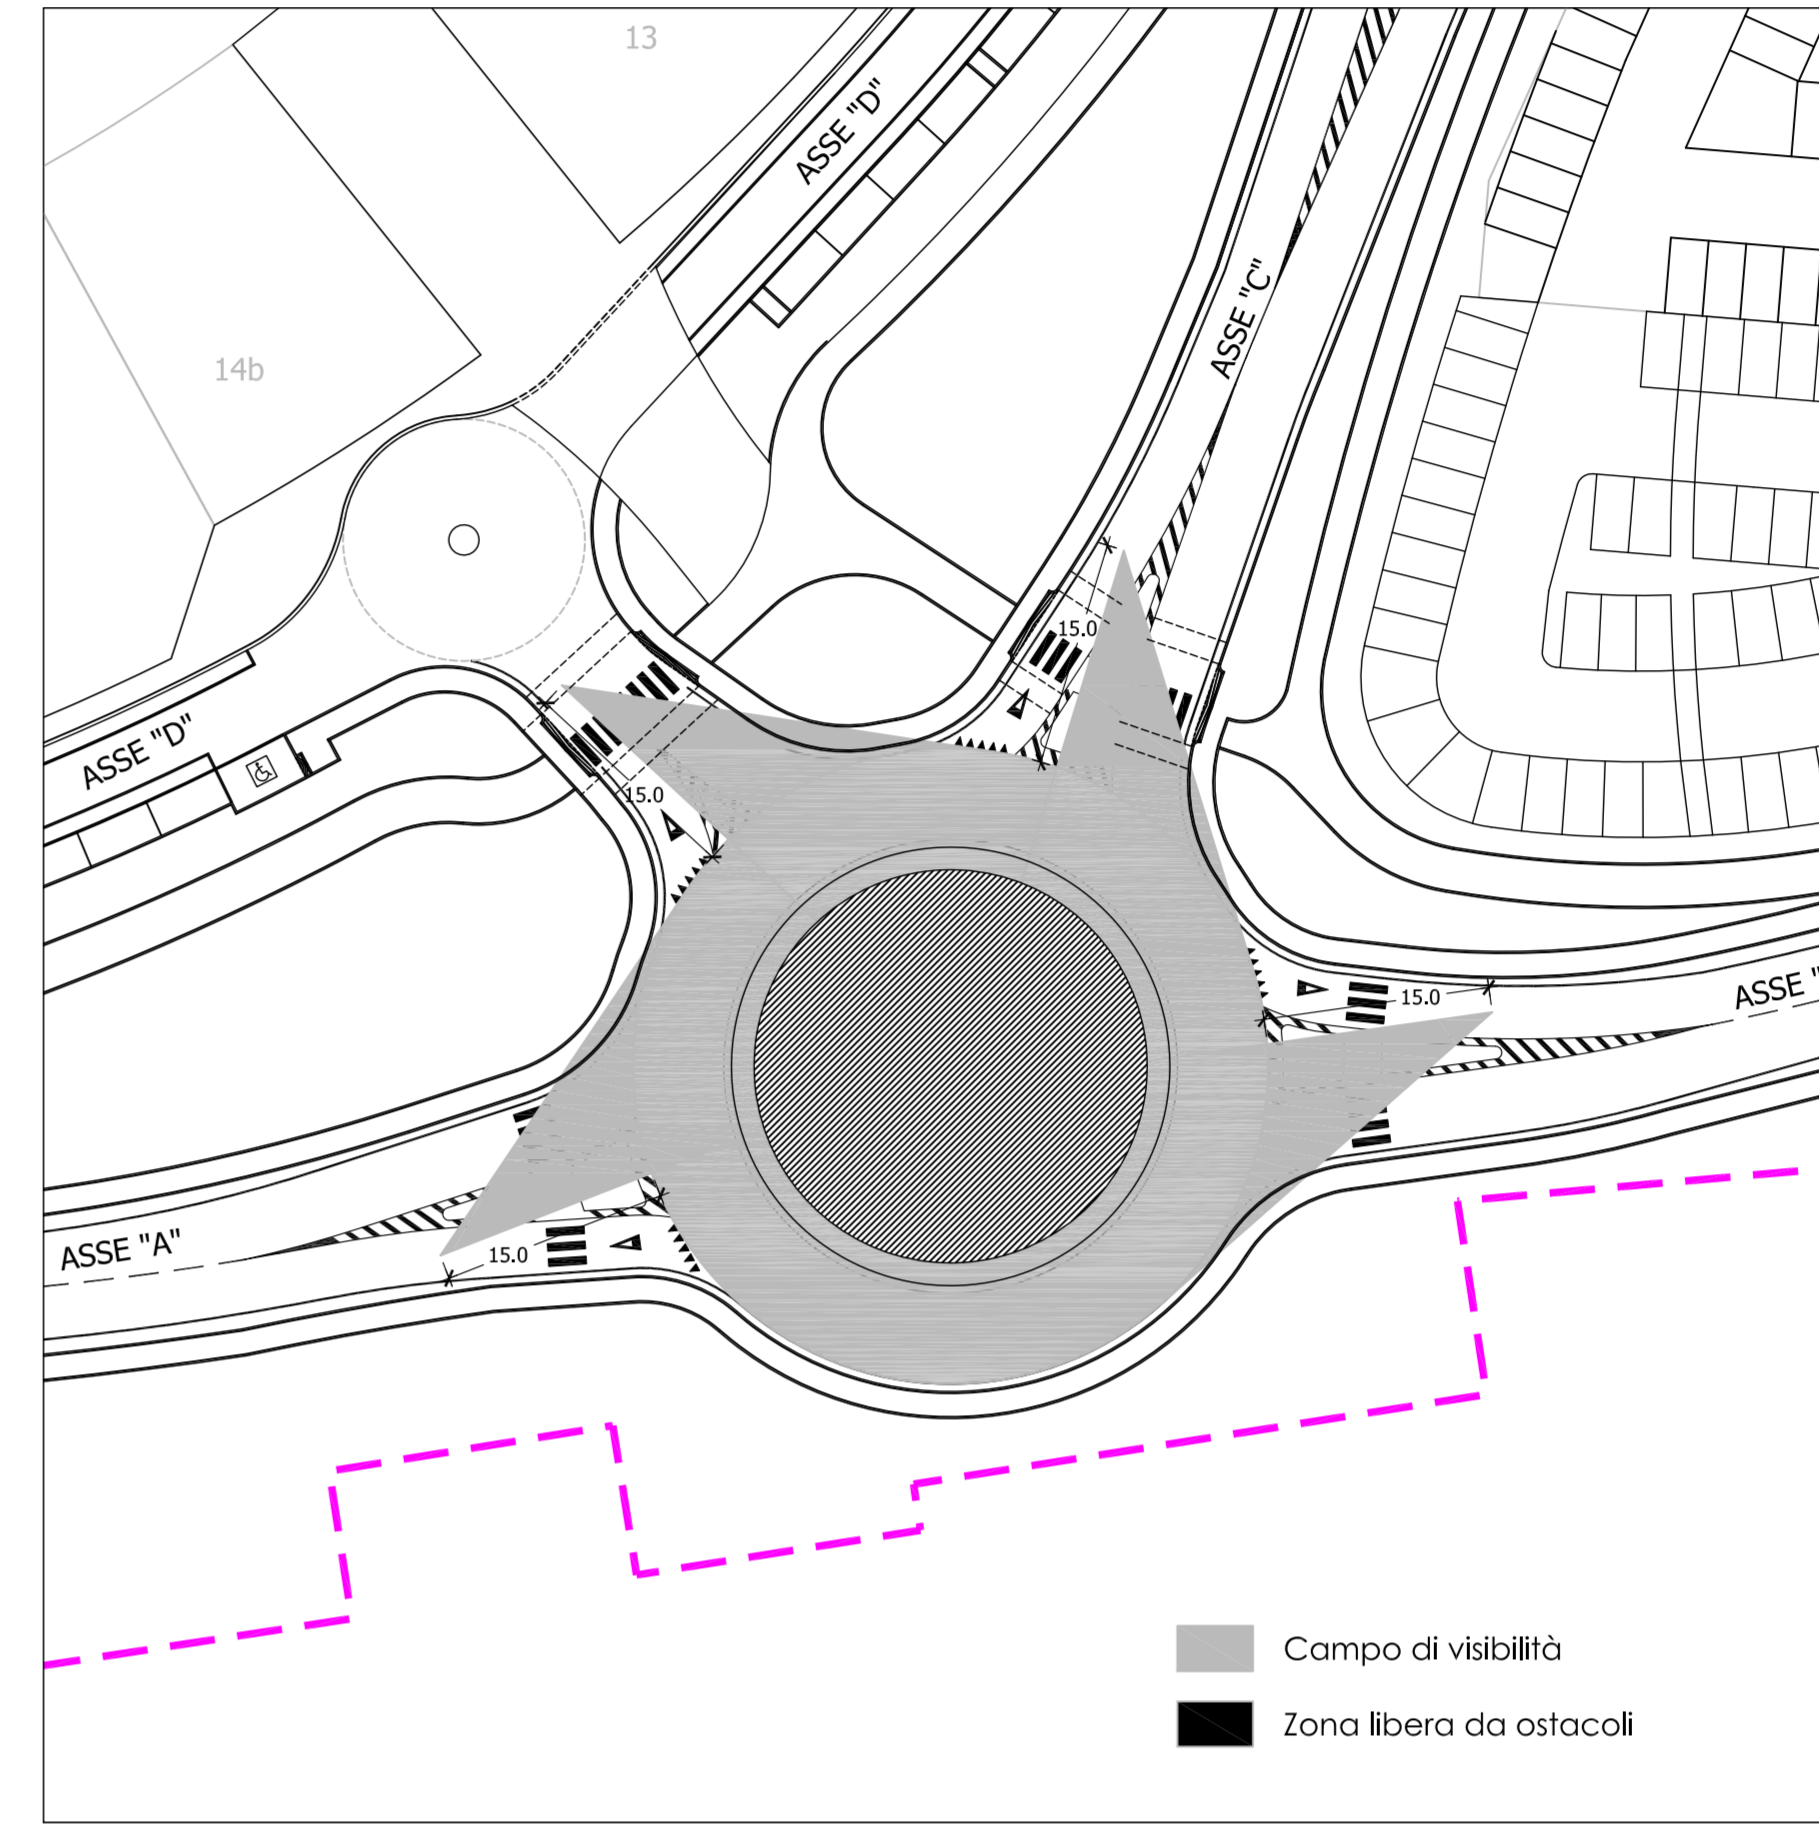 13
ASSE "D"
ASSE "C"
14b
15.0
ASSE "D"
15.0
15.0
ASSE "
ASSE "A"
15.0
Campo di visibilità
Zona libera da ostacoli